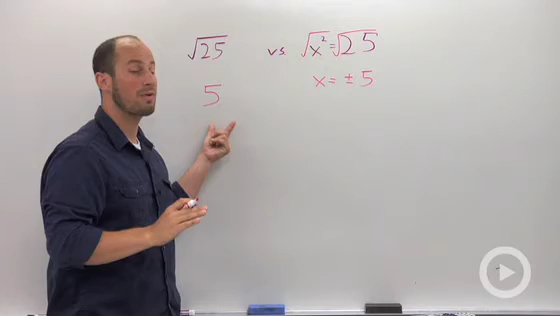 √25 vs. √x² = √25
5 x = ± 5